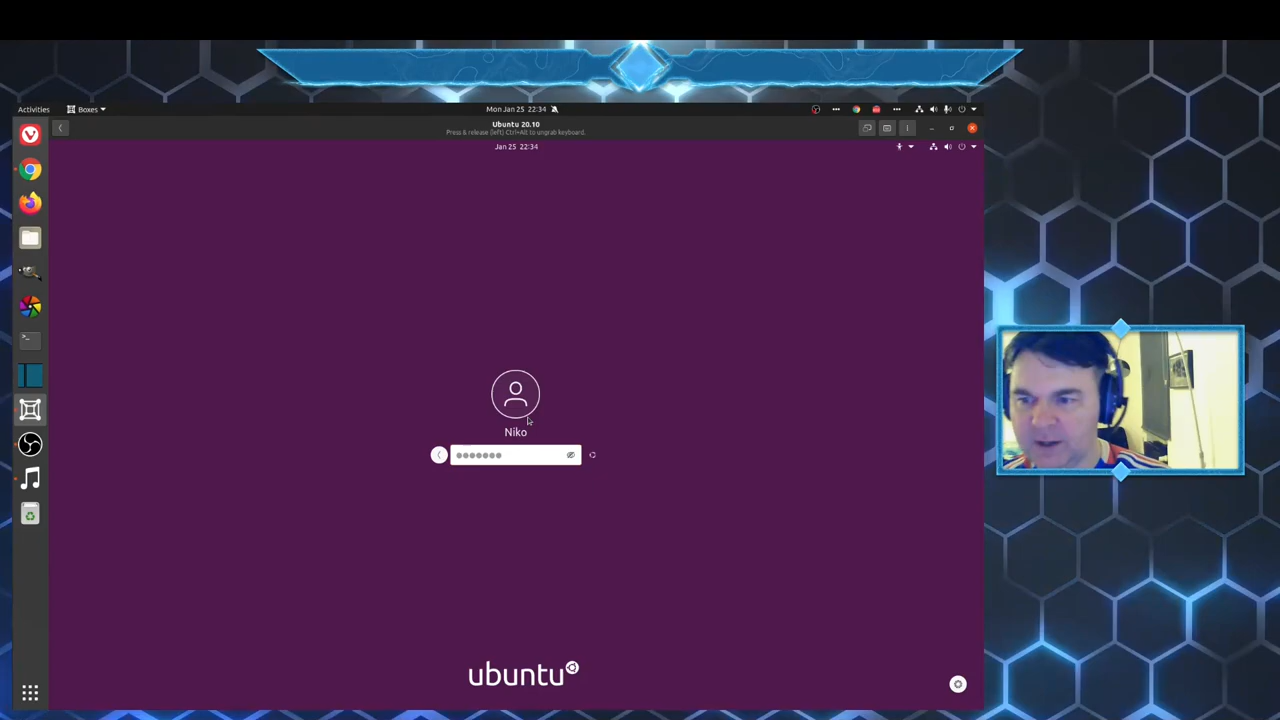 Activities
Boxes
Mon Jan 25 22:34
Ubuntu 20.10
Press & release (left) Ctrl+Alt to ungrab keyboard.
Jan 25 22:34
Niko
ubuntu